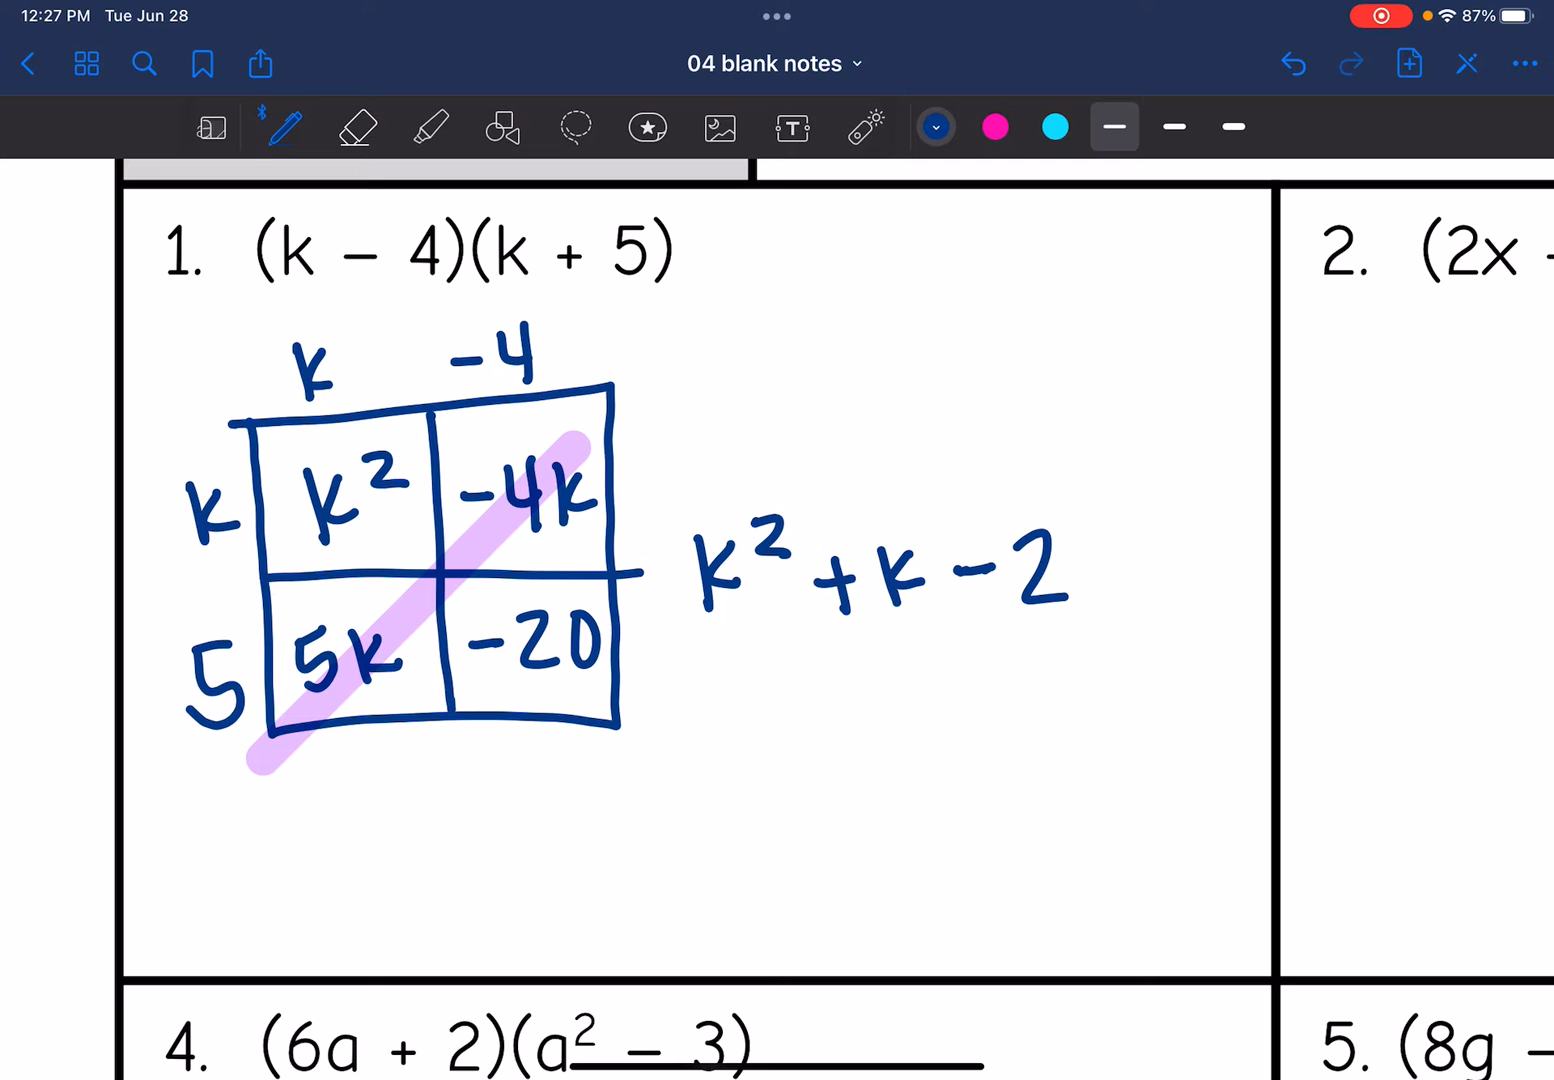 12:27 PM Tue Jun 28
87%
04 blank notes
T
1. (k – 4)(k + 5)
2. (2x -
k -4
k k² -4k
5 5k -20
k² + k - 2
4. (6a + 2)(a² – 3)
5. (8g –